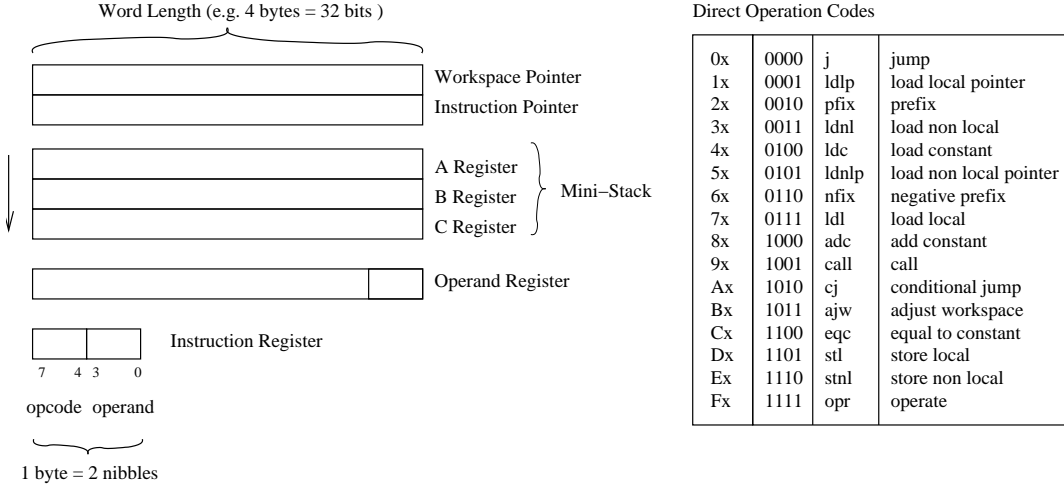 Word Length (e.g. 4 bytes = 32 bits )
Workspace Pointer
Instruction Pointer
A Register
B Register
C Register
Mini−Stack
Operand Register
Instruction Register
7 4 3 0
opcode operand
1 byte = 2 nibbles
Direct Operation Codes
0x 0000 j jump
1x 0001 ldlp load local pointer
2x 0010 pfix prefix
3x 0011 ldnl load non local
4x 0100 ldc load constant
5x 0101 ldnlp load non local pointer
6x 0110 nfix negative prefix
7x 0111 ldl load local
8x 1000 adc add constant
9x 1001 call call
Ax 1010 cj conditional jump
Bx 1011 ajw adjust workspace
Cx 1100 eqc equal to constant
Dx 1101 stl store local
Ex 1110 stnl store non local
Fx 1111 opr operate